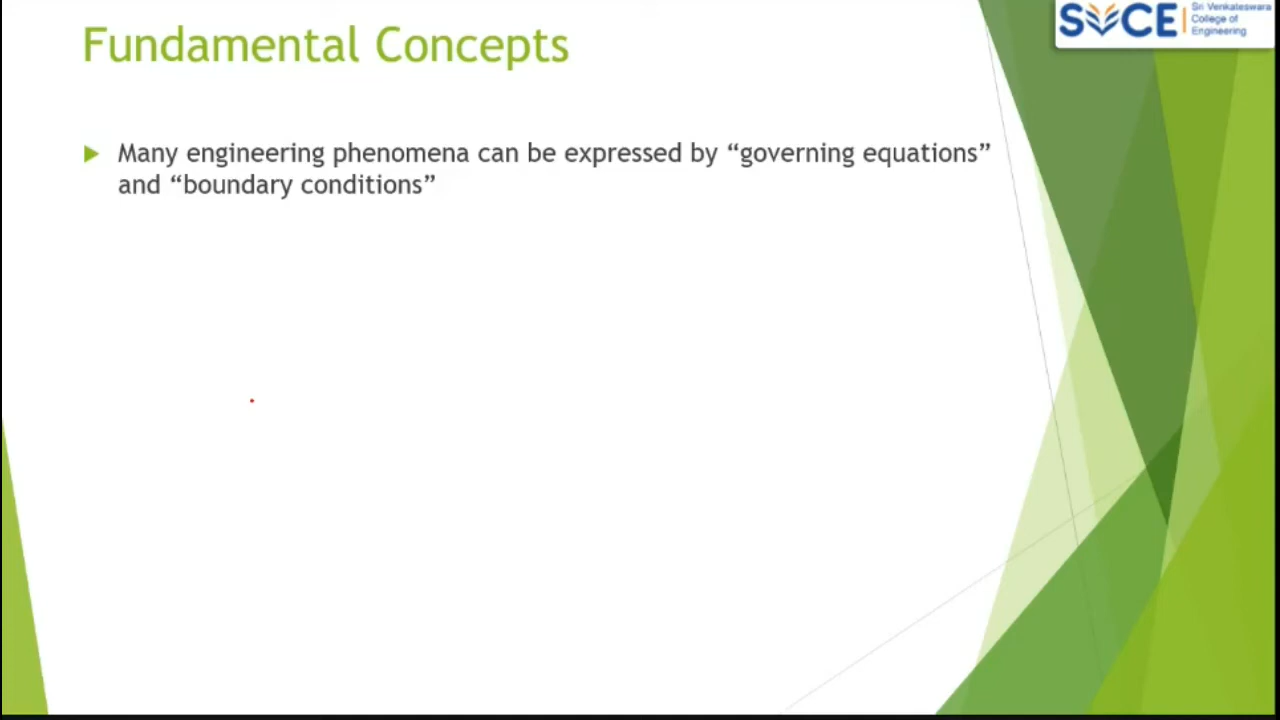 Fundamental Concepts
SVCE
Sri Venkateswara
College of
Engineering
Many engineering phenomena can be expressed by “governing equations”
and “boundary conditions”